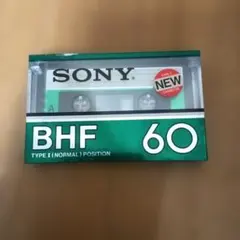 SONY
NEW
BHF 60
TYPE I (NORMAL) POSITION